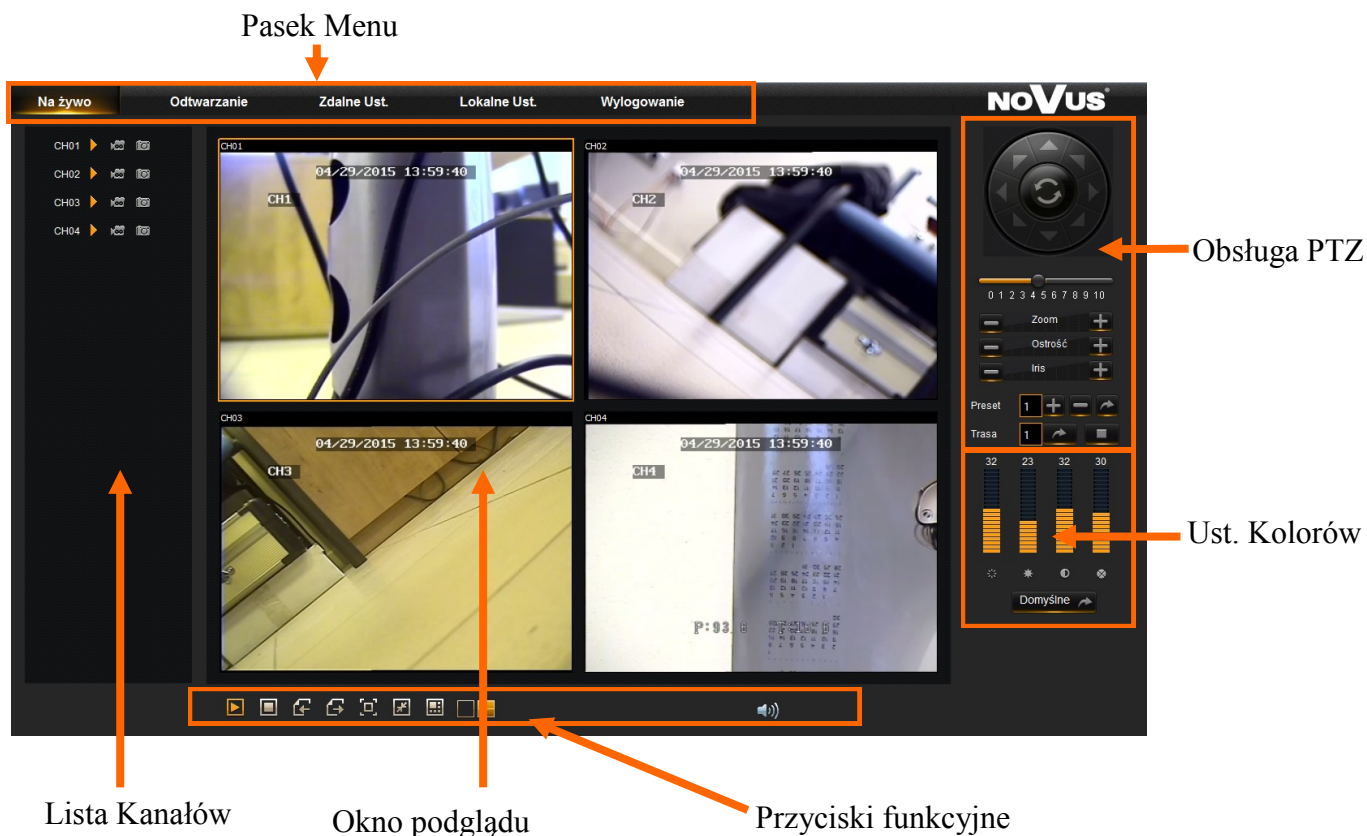 Pasek Menu
Na żywo Odtwarzanie Zdalne Ust. Lokalne Ust. Wylogowanie
NOVUS®
CH01
CH02
CH03
CH04
CH01
04/29/2015 13:59:40
CH1
CH02
04/29/2015 13:59:40
CH2
CH03
04/29/2015 13:59:40
CH3
CH04
04/29/2015 13:59:40
CH4
P:93
Obsługa PTZ
0 1 2 3 4 5 6 7 8 9 10
Zoom
Ostrość
Iris
Preset 1
Trasa 1
32 23 32 30
Ust. Kolorów
Domyślne
Lista Kanałów
Okno podglądu
Przyciski funkcyjne